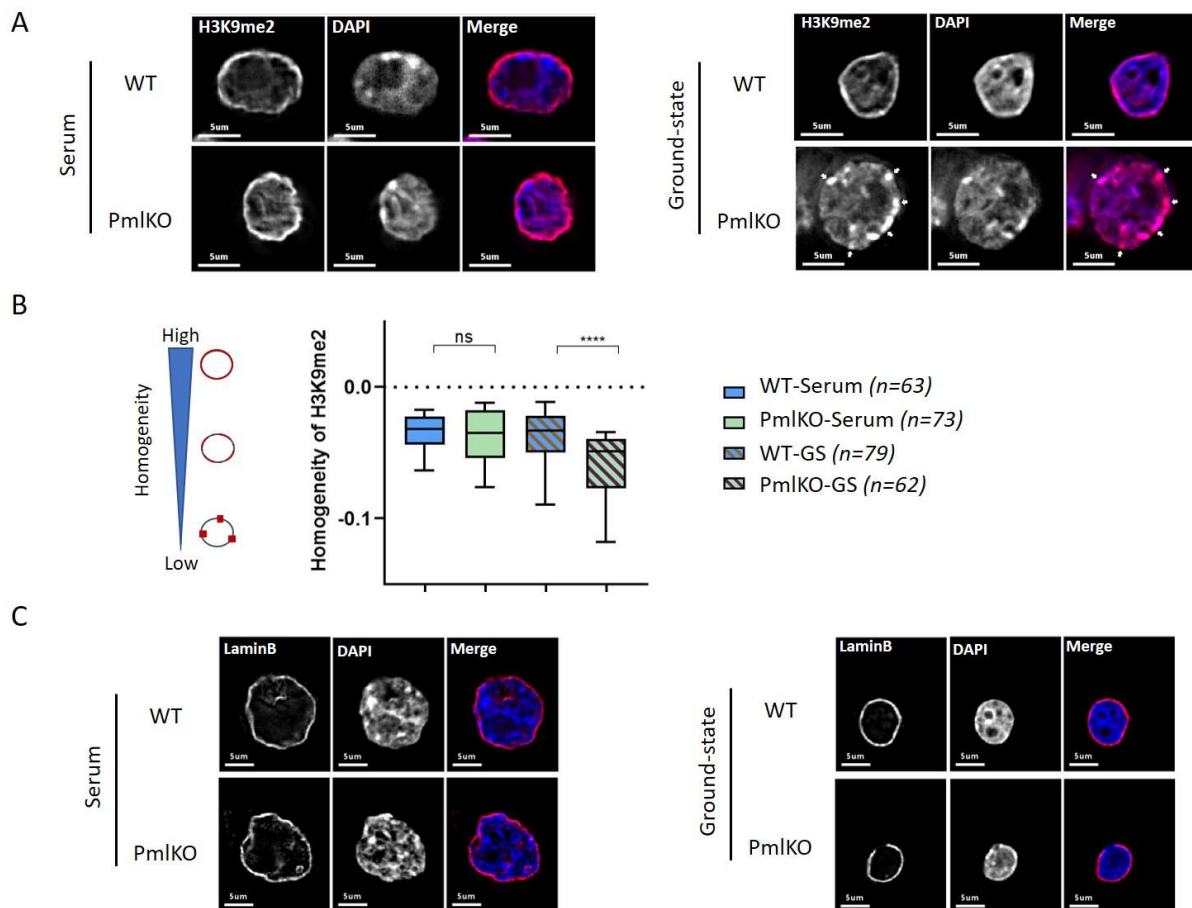 A
Serum
WT
PmlKO
H3K9me2
DAPI
Merge
5um
5um
5um
5um
5um
5um
Ground-state
WT
PmlKO
H3K9me2
DAPI
Merge
5um
5um
5um
5um
5um
5um
B
High
Homogeneity
Low
Homogeneity of H3K9me2
0.0
-0.1
ns
****
WT-Serum (n=63)
PmlKO-Serum (n=73)
WT-GS (n=79)
PmlKO-GS (n=62)
C
Serum
WT
PmlKO
LaminB
DAPI
Merge
5um
5um
5um
5um
5um
5um
Ground-state
WT
PmlKO
LaminB
DAPI
Merge
5um
5um
5um
5um
5um
5um